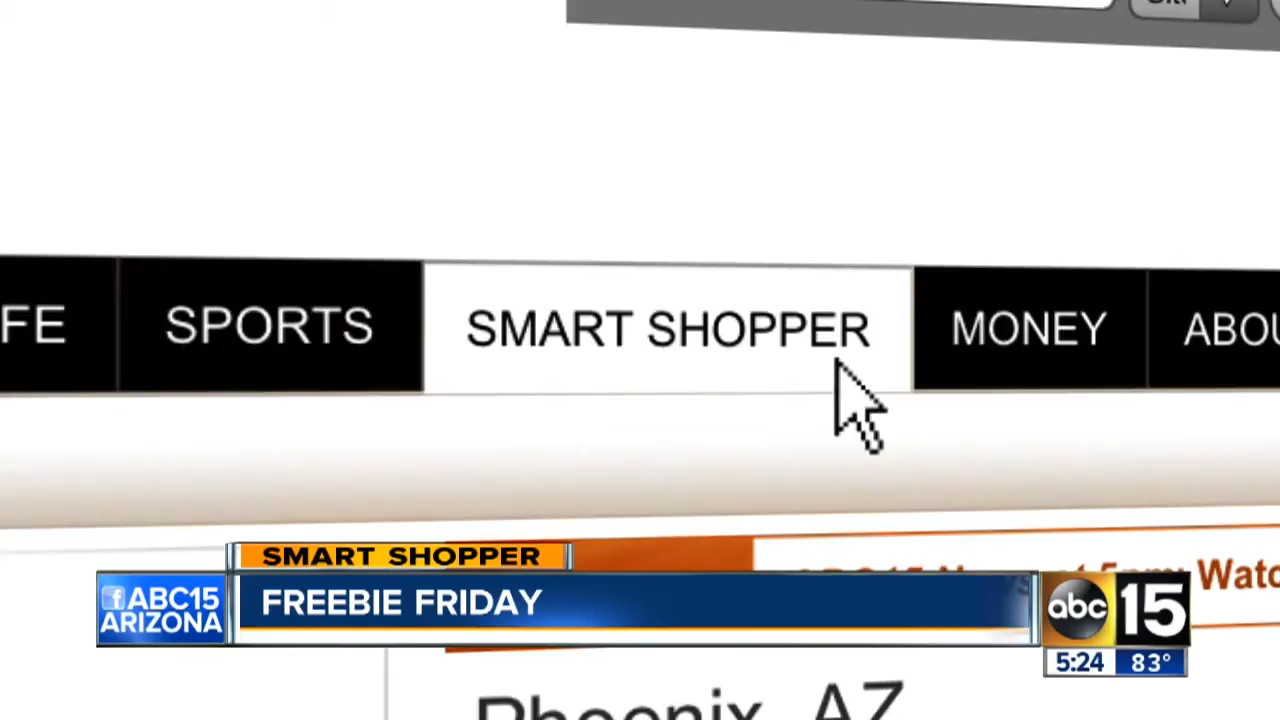 FE SPORTS SMART SHOPPER MONEY ABOU
SMART SHOPPER
FREEBIE FRIDAY
ABC15
ARIZONA
Watc
abc 15
5:24 83°
Phoenix, AZ